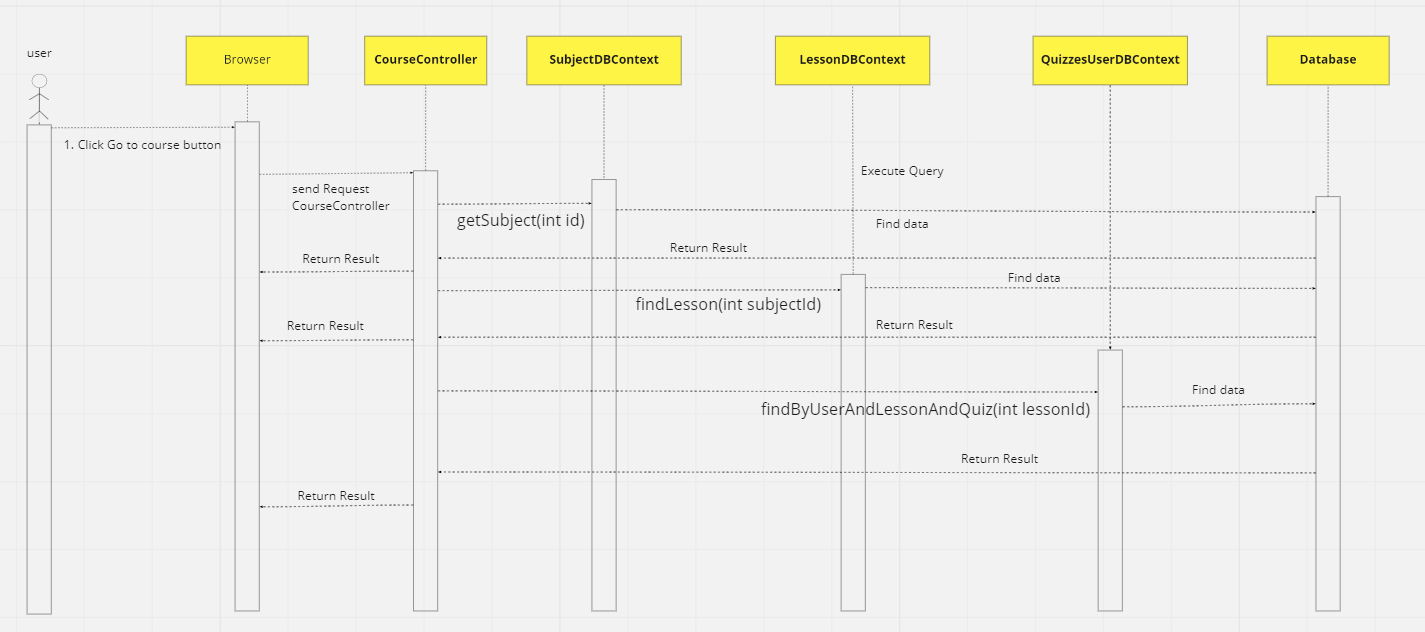 user
Browser
CourseController
SubjectDBContext
LessonDBContext
QuizzesUserDBContext
Database
1. Click Go to course button
Execute Query
send Request
CourseController
getSubject(int id)
Find data
Return Result
Return Result
Find data
findLesson(int subjectId)
Return Result
Return Result
Find data
findByUserAndLessonAndQuiz(int lessonId)
Return Result
Return Result